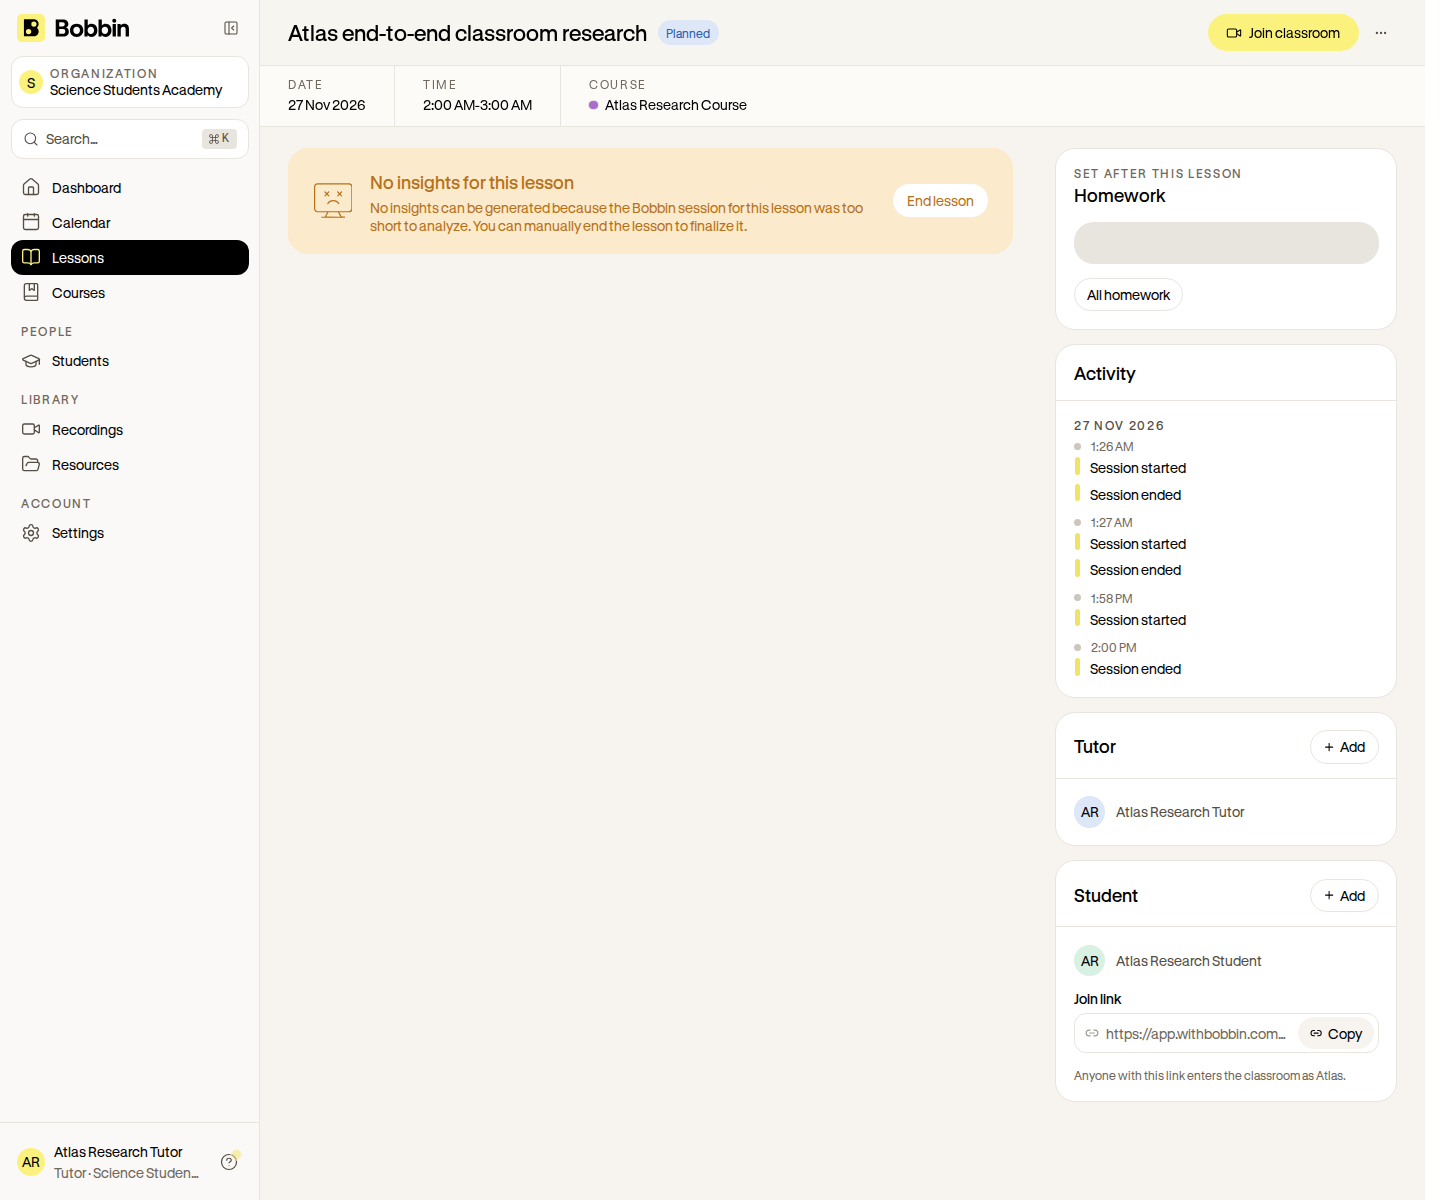 Bobbin
ORGANIZATION
S
Science Students Academy
Search...
⌘ K
Dashboard
Calendar
Lessons
Courses
PEOPLE
Students
LIBRARY
Recordings
Resources
ACCOUNT
Settings
AR
Atlas Research Tutor
Tutor · Science Studen...
Atlas end-to-end classroom research
Planned
Join classroom
DATE
27 Nov 2026
TIME
2:00 AM-3:00 AM
COURSE
Atlas Research Course
No insights for this lesson
No insights can be generated because the Bobbin session for this lesson was too
short to analyze. You can manually end the lesson to finalize it.
End lesson
SET AFTER THIS LESSON
Homework
All homework
Activity
27 NOV 2026
1:26 AM
Session started
Session ended
1:27 AM
Session started
Session ended
1:58 PM
Session started
2:00 PM
Session ended
Tutor
+ Add
AR
Atlas Research Tutor
Student
+ Add
AR
Atlas Research Student
Join link
https://app.withbobbin.com...
Copy
Anyone with this link enters the classroom as Atlas.